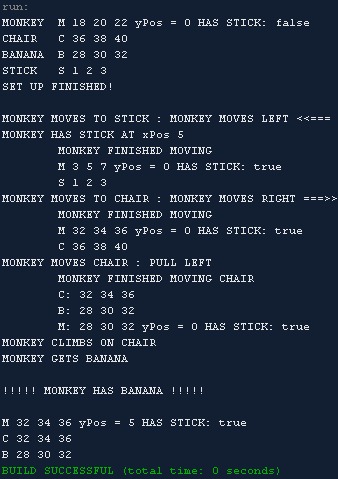 run:
MONKEY  M 18 20 22 yPos = 0 HAS STICK: false
CHAIR   C 36 38 40
BANANA  B 28 30 32
STICK   S 1 2 3
SET UP FINISHED!
MONKEY MOVES TO STICK : MONKEY MOVES LEFT <<===
MONKEY HAS STICK AT xPos 5
MONKEY FINISHED MOVING
M 3 5 7 yPos = 0 HAS STICK: true
S 1 2 3
MONKEY MOVES TO CHAIR : MONKEY MOVES RIGHT ===>>
MONKEY FINISHED MOVING
M 32 34 36 yPos = 0 HAS STICK: true
C 36 38 40
MONKEY MOVES CHAIR : PULL LEFT
MONKEY FINISHED MOVING CHAIR
C: 32 34 36
B: 28 30 32
M: 28 30 32 yPos = 0 HAS STICK: true
MONKEY CLIMBS ON CHAIR
MONKEY GETS BANANA
!!!!! MONKEY HAS BANANA !!!!!
M 32 34 36 yPos = 5 HAS STICK: true
C 32 34 36
B 28 30 32
BUILD SUCCESSFUL (total time: 0 seconds)